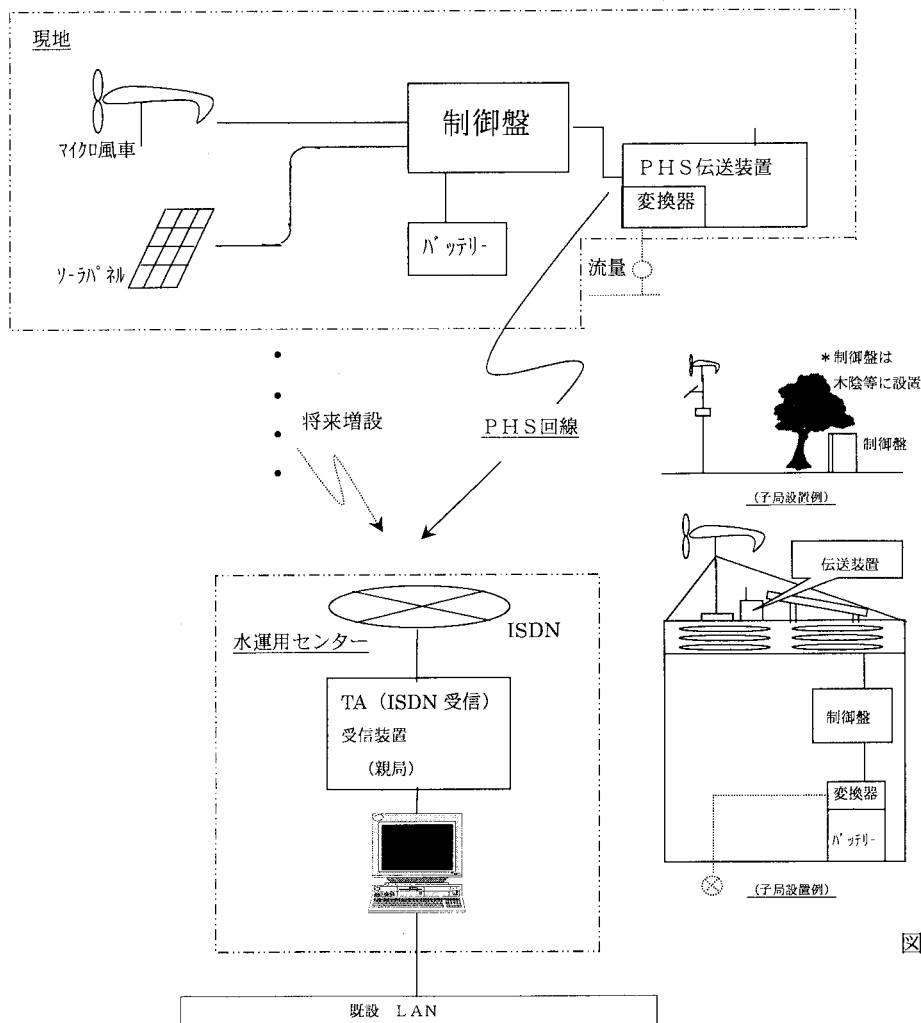 現地
マイクロ風車
制御盤
PHS伝送装置
変換器
バッテリー
ソーラパネル
流量
将来増設
PHS回線
＊制御盤は
木陰等に設置
制御盤
(子局設置例)
ISDN
水運用センター
TA（ISDN 受信）
受信装置
（親局）
伝送装置
制御盤
変換器
バッテリー
(子局設置例)
図
既設 LAN